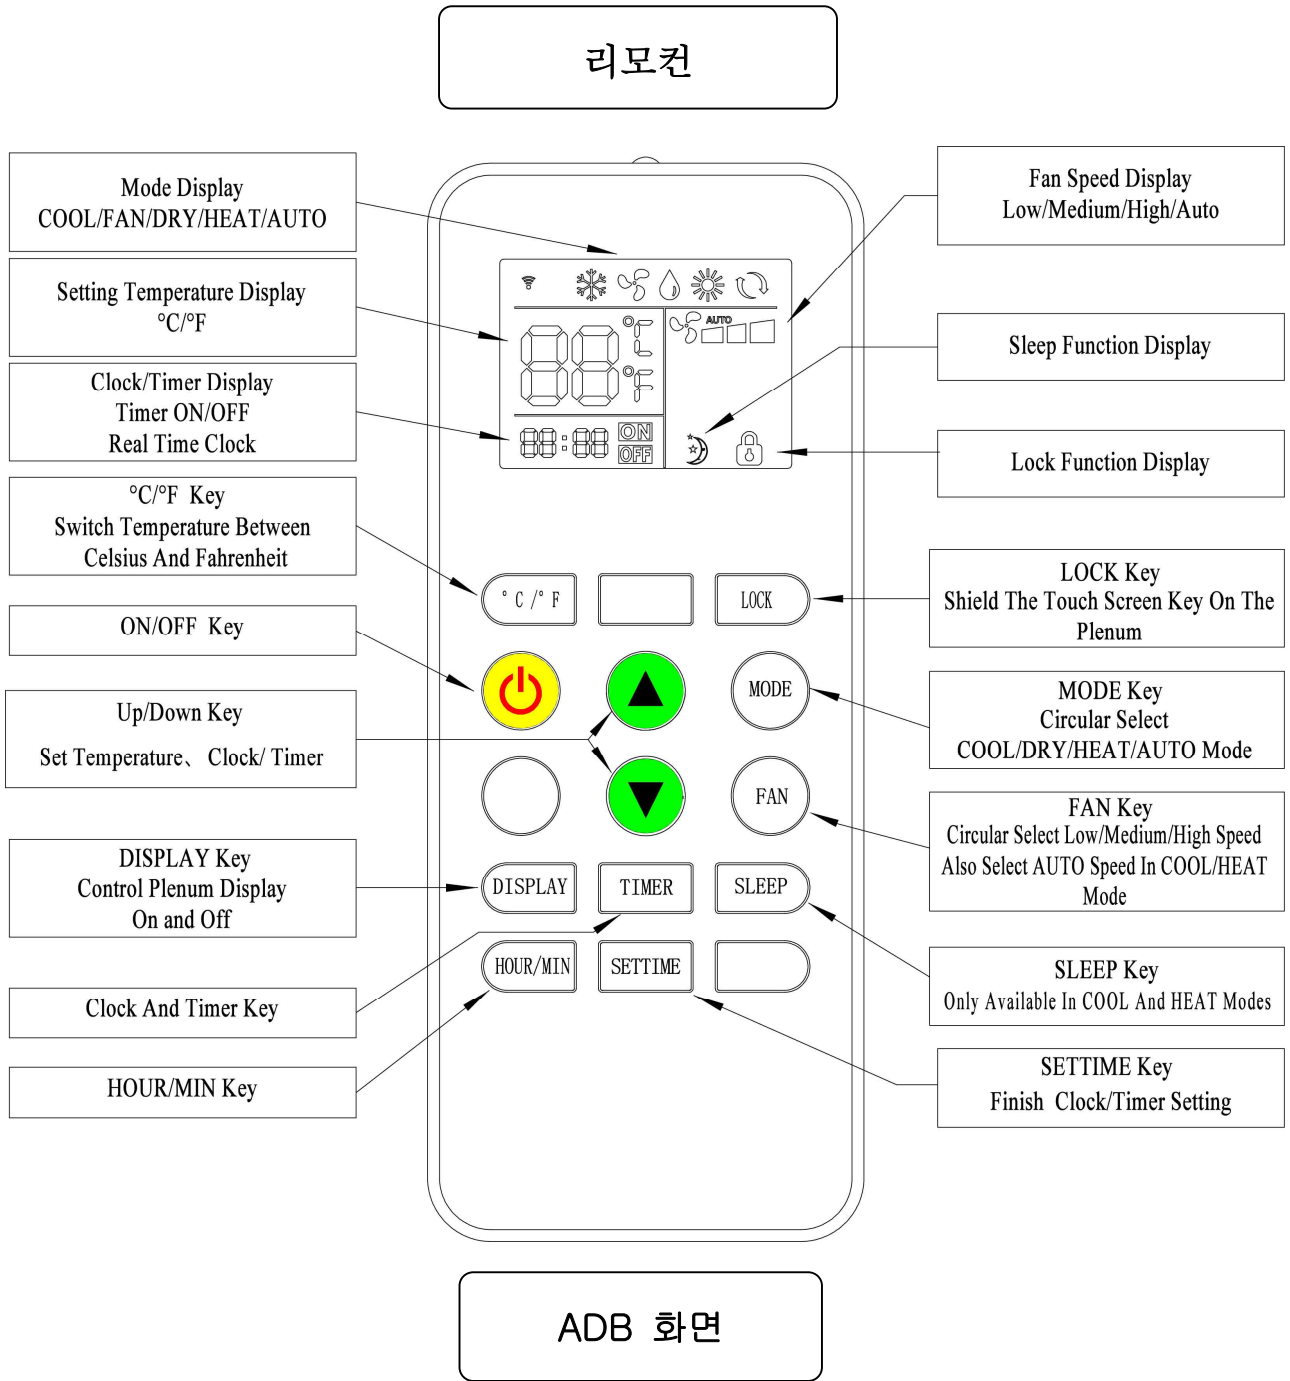 리모컨
Mode Display
COOL/FAN/DRY/HEAT/AUTO
Setting Temperature Display
°C/°F
Clock/Timer Display
Timer ON/OFF
Real Time Clock
°C/°F Key
Switch Temperature Between
Celsius And Fahrenheit
ON/OFF Key
Up/Down Key
Set Temperature、 Clock/ Timer
DISPLAY Key
Control Plenum Display
On and Off
Clock And Timer Key
HOUR/MIN Key
AUTO
°C
°F
88
88:88
ON
OFF
°C/°F
LOCK
MODE
FAN
DISPLAY
TIMER
SLEEP
HOUR/MIN
SETTIME
Fan Speed Display
Low/Medium/High/Auto
Sleep Function Display
Lock Function Display
LOCK Key
Shield The Touch Screen Key On The
Plenum
MODE Key
Circular Select
COOL/DRY/HEAT/AUTO Mode
FAN Key
Circular Select Low/Medium/High Speed
Also Select AUTO Speed In COOL/HEAT
Mode
SLEEP Key
Only Available In COOL And HEAT Modes
SETTIME Key
Finish Clock/Timer Setting
ADB 화면